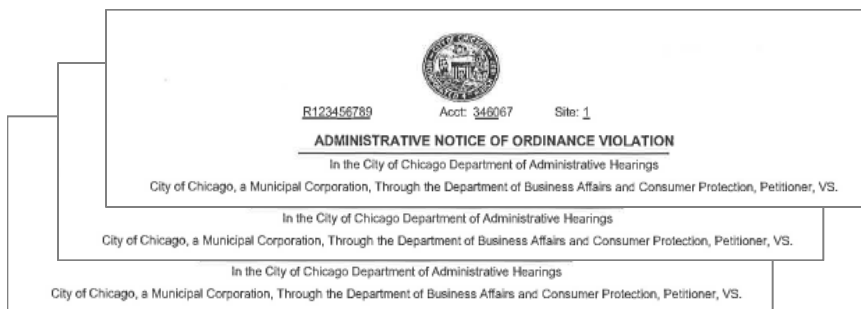 R123456789 Acct: 346067 Site: 1
ADMINISTRATIVE NOTICE OF ORDINANCE VIOLATION
In the City of Chicago Department of Administrative Hearings
City of Chicago, a Municipal Corporation, Through the Department of Business Affairs and Consumer Protection, Petitioner, VS.
In the City of Chicago Department of Administrative Hearings
City of Chicago, a Municipal Corporation, Through the Department of Business Affairs and Consumer Protection, Petitioner, VS.
In the City of Chicago Department of Administrative Hearings
City of Chicago, a Municipal Corporation, Through the Department of Business Affairs and Consumer Protection, Petitioner, VS.